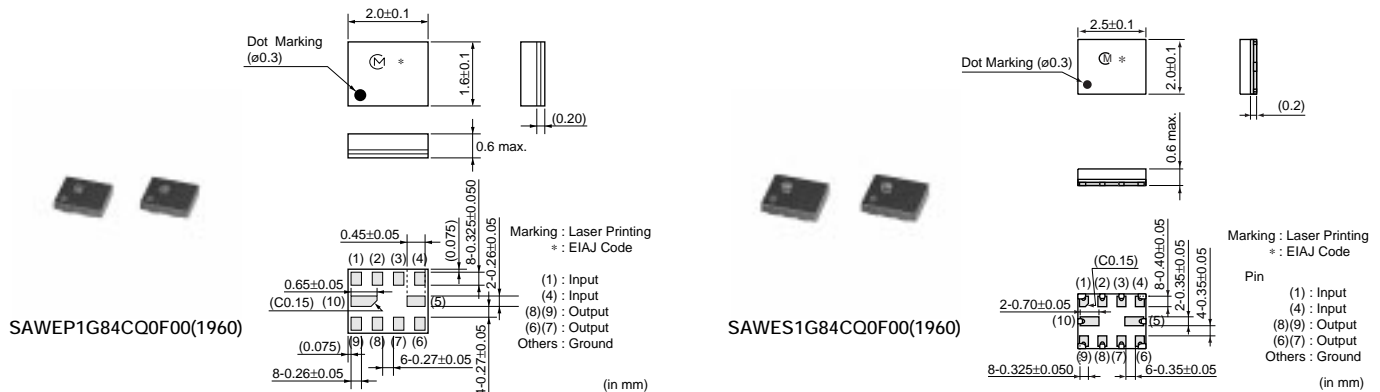 2.0±0.1
Dot Marking
(ø0.3)
M *
1.6±0.1
(0.20)
0.6 max.
0.45±0.05
(0.075)
8-0.325±0.050
2-0.26±0.05
(1) (2) (3) (4)
0.65±0.05
(10)
(5)
(C0.15)
(9) (8) (7) (6)
(0.075)
6-0.27±0.05
4-0.27±0.05
8-0.26±0.05
Marking : Laser Printing
* : EIAJ Code
(1) : Input
(4) : Input
(8)(9) : Output
(6)(7) : Output
Others : Ground
(in mm)
SAWEP1G84CQ0F00(1960)
2.5±0.1
Dot Marking (ø0.3)
M *
2.0±0.1
(0.2)
0.6 max.
(C0.15)
8-0.40±0.05
2-0.35±0.05
4-0.35±0.05
(1) (2) (3) (4)
2-0.70±0.05
(10)
(5)
(9) (8) (7) (6)
8-0.325±0.050
6-0.35±0.05
Marking : Laser Printing
* : EIAJ Code
Pin
(1) : Input
(4) : Input
(8)(9) : Output
(6)(7) : Output
Others : Ground
(in mm)
SAWES1G84CQ0F00(1960)